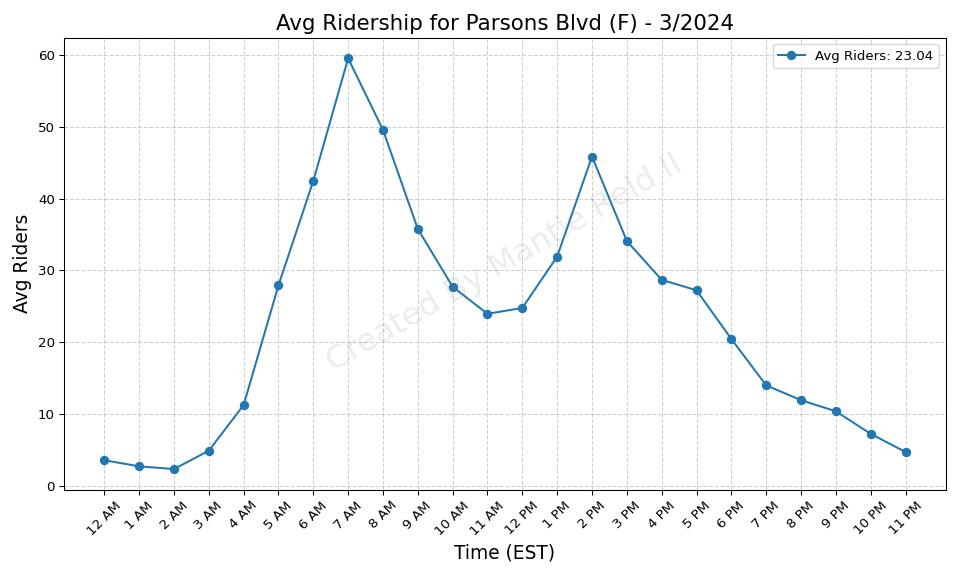 Avg Ridership for Parsons Blvd (F) - 3/2024
Avg Riders: 23.04
60
50
40
30
20
10
0
Avg Riders
Created By Mantie Reid II
12 AM
1 AM
2 AM
3 AM
4 AM
5 AM
6 AM
7 AM
8 AM
9 AM
10 AM
11 AM
12 PM
1 PM
2 PM
3 PM
4 PM
5 PM
6 PM
7 PM
8 PM
9 PM
10 PM
11 PM
Time (EST)